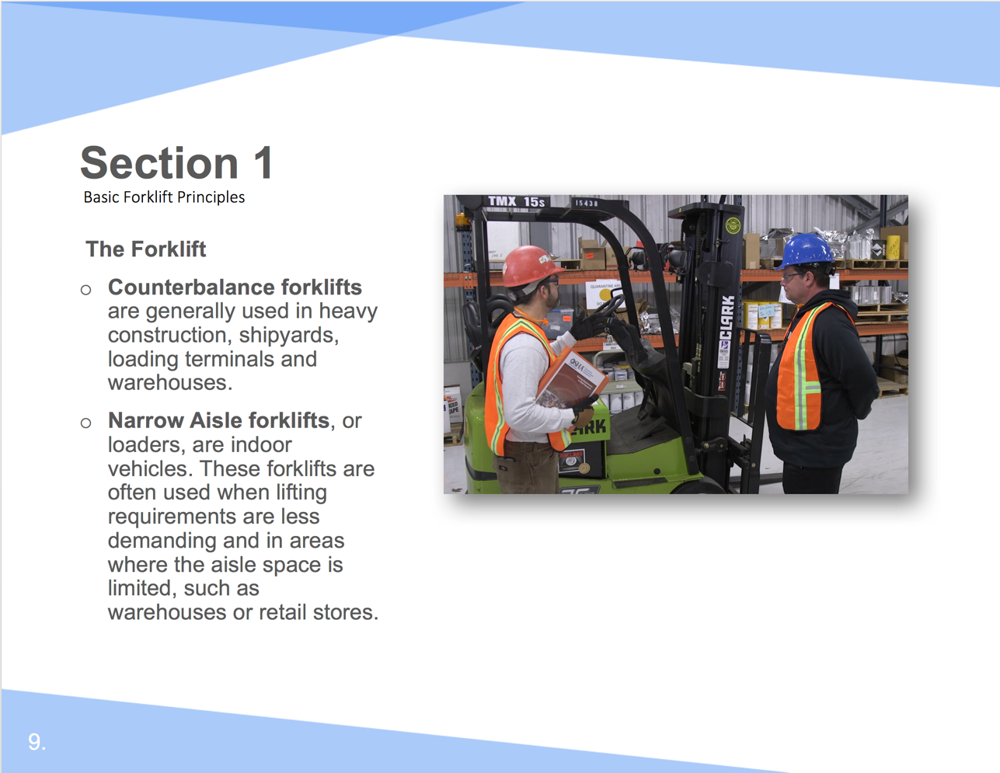 Section 1
Basic Forklift Principles
The Forklift
Counterbalance forklifts
are generally used in heavy
construction, shipyards,
loading terminals and
warehouses.
Narrow Aisle forklifts, or
loaders, are indoor
vehicles. These forklifts are
often used when lifting
requirements are less
demanding and in areas
where the aisle space is
limited, such as
warehouses or retail stores.
TMX 15s
15438
QUARANTINE
CLARK
OSHA
ARK
9.